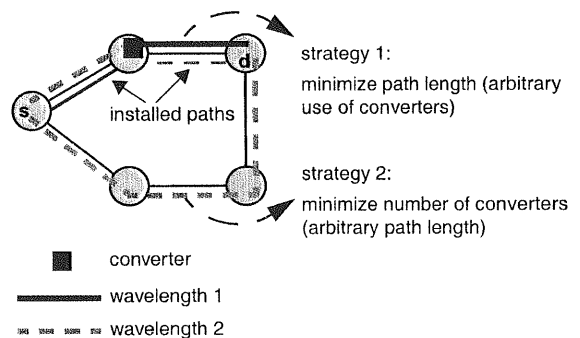 strategy 1:
minimize path length (arbitrary
use of converters)
d
s
installed paths
strategy 2:
minimize number of converters
(arbitrary path length)
converter
wavelength 1
wavelength 2